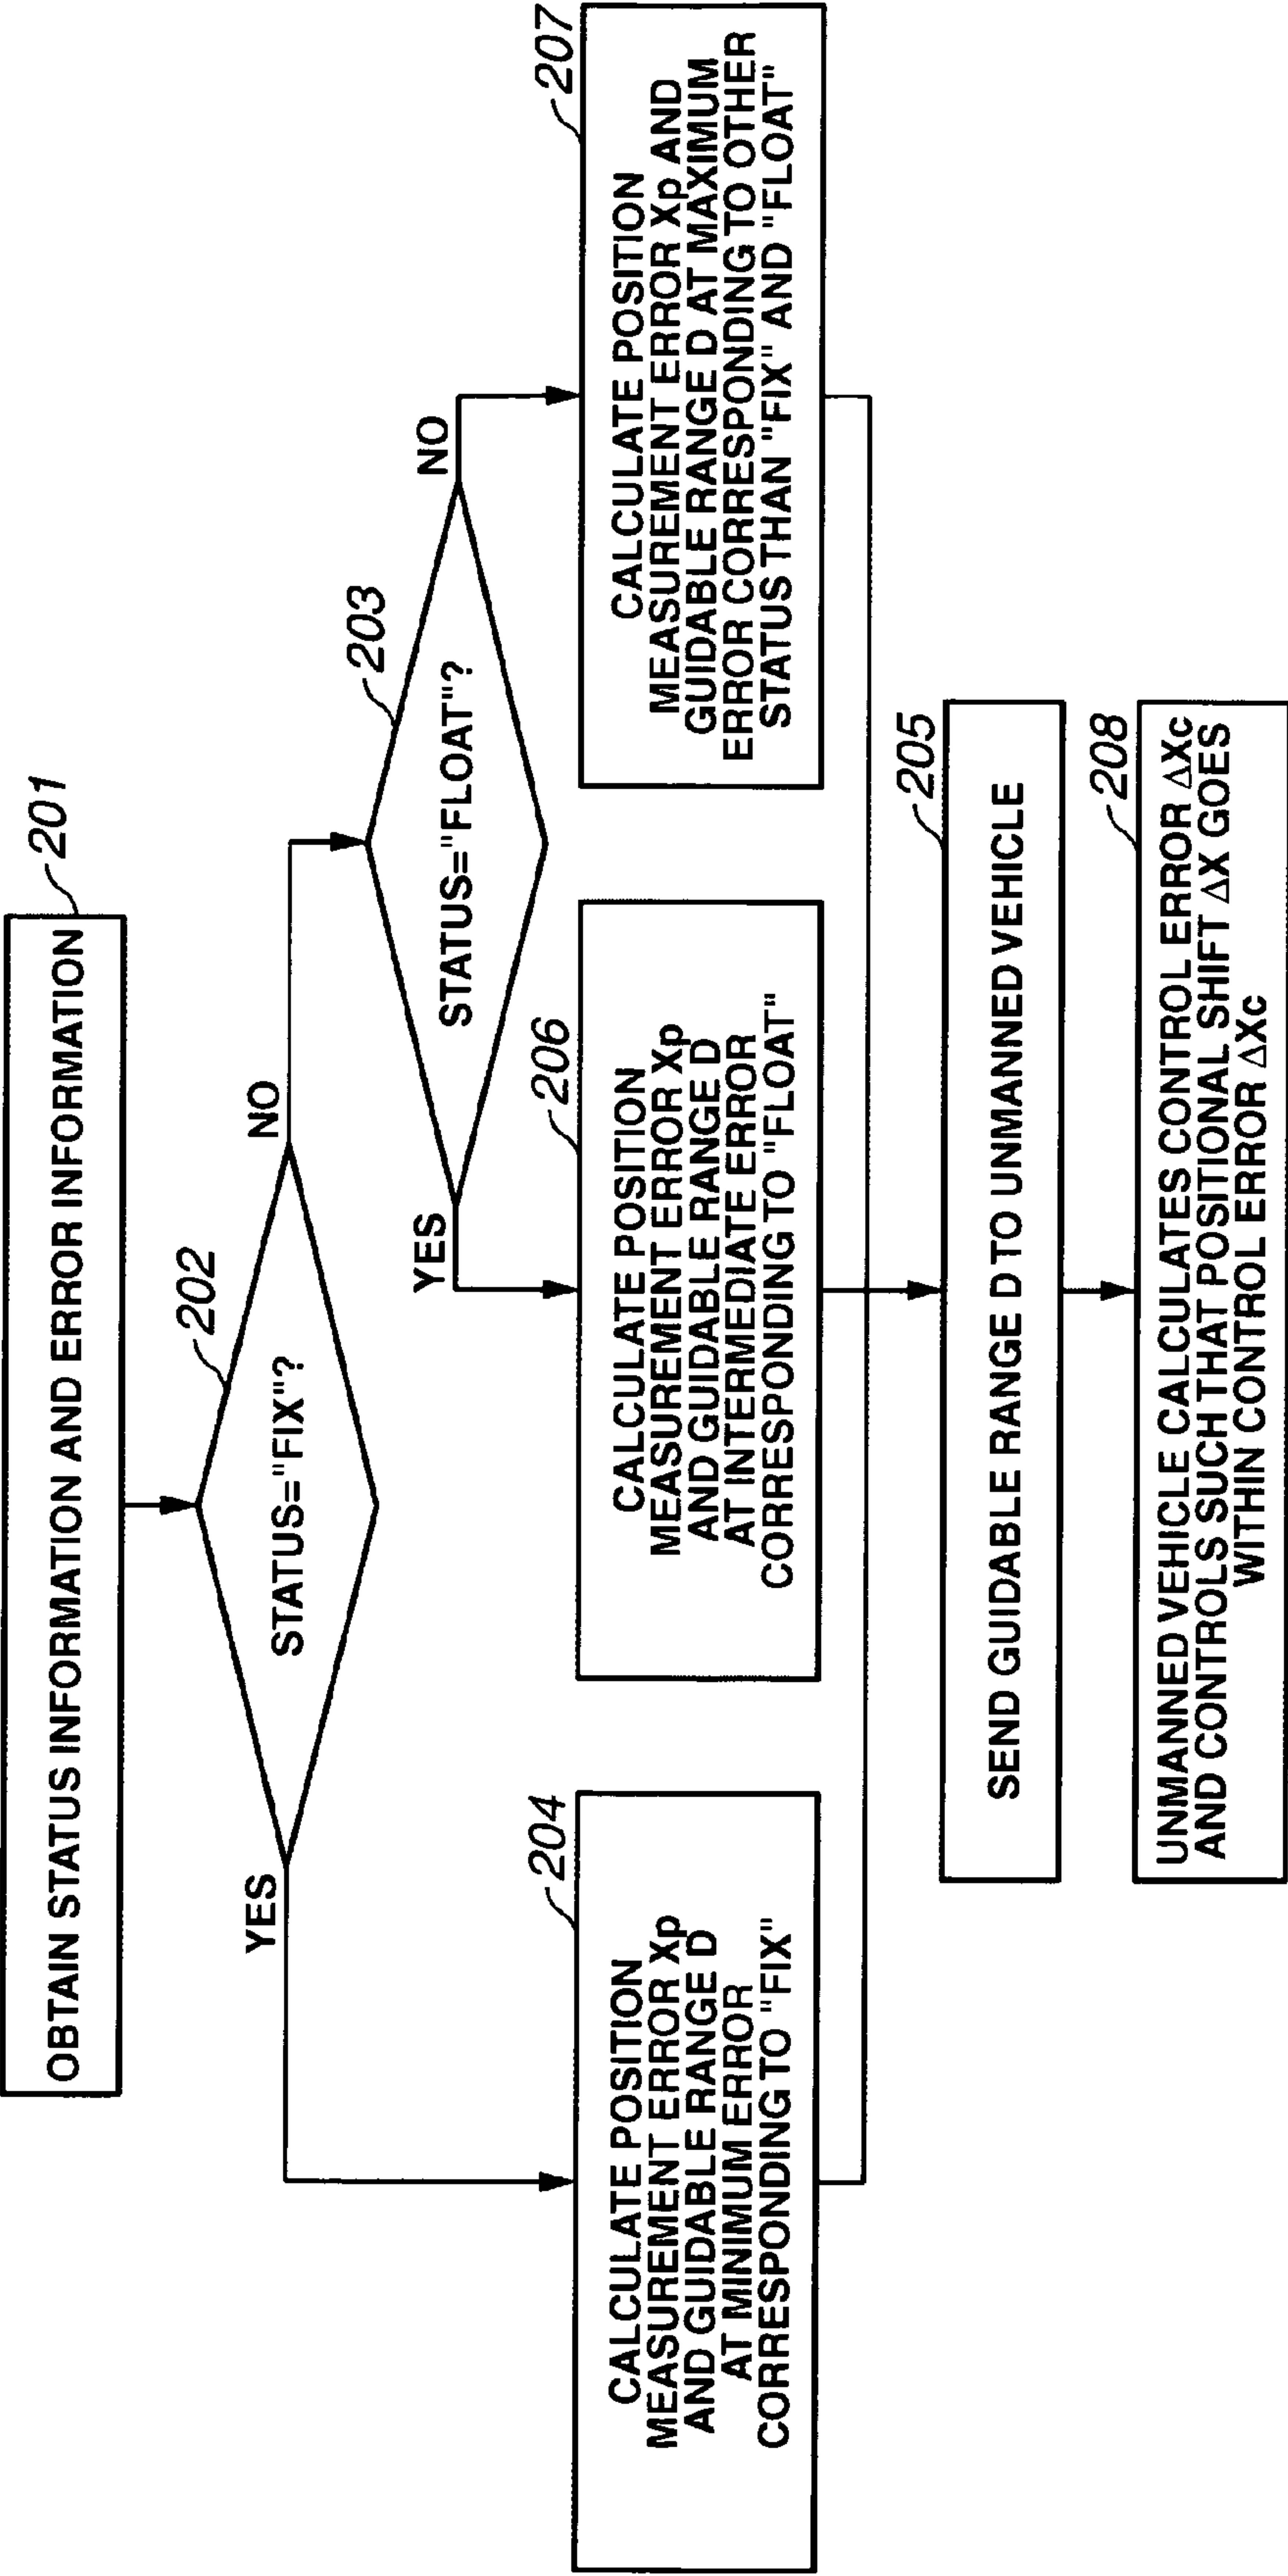 201
OBTAIN STATUS INFORMATION AND ERROR INFORMATION
202
STATUS="FIX"?
YES
NO
203
STATUS="FLOAT"?
YES
NO
204
CALCULATE POSITION
MEASUREMENT ERROR Xp
AND GUIDABLE RANGE D
AT MINIMUM ERROR
CORRESPONDING TO "FIX"
206
CALCULATE POSITION
MEASUREMENT ERROR Xp
AND GUIDABLE RANGE D
AT INTERMEDIATE ERROR
CORRESPONDING TO "FLOAT"
207
CALCULATE POSITION
MEASUREMENT ERROR Xp AND
GUIDABLE RANGE D AT MAXIMUM
ERROR CORRESPONDING TO OTHER
STATUS THAN "FIX" AND "FLOAT"
205
SEND GUIDABLE RANGE D TO UNMANNED VEHICLE
208
UNMANNED VEHICLE CALCULATES CONTROL ERROR ΔXc
AND CONTROLS SUCH THAT POSITIONAL SHIFT ΔX GOES
WITHIN CONTROL ERROR ΔXc